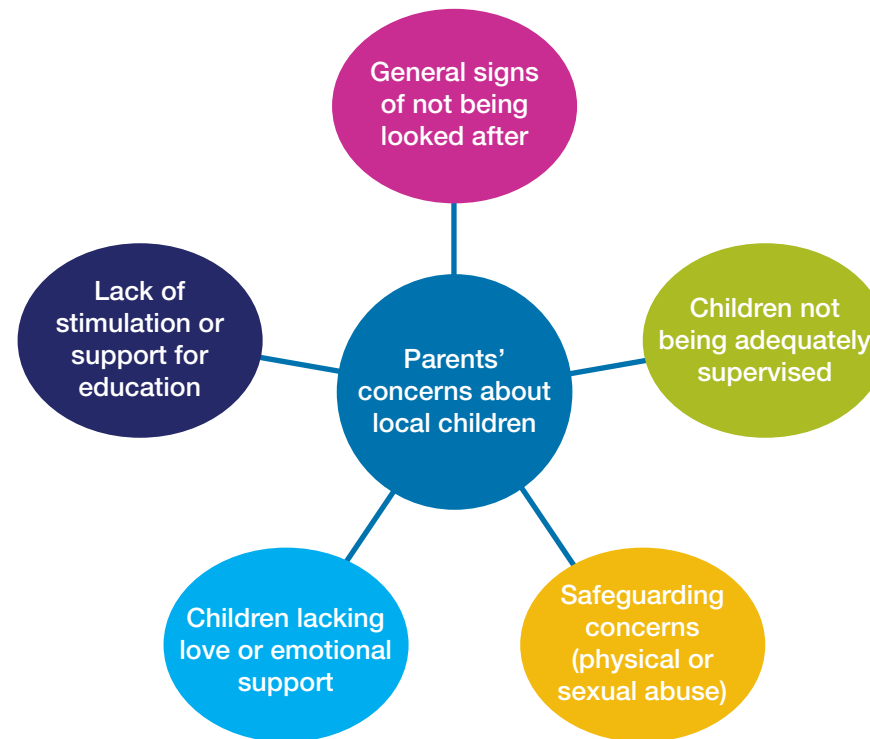 General signs
of not being
looked after
Lack of
stimulation or
support for
education
Children not
being adequately
supervised
Parents’
concerns about
local children
Children lacking
love or emotional
support
Safeguarding
concerns
(physical or
sexual abuse)